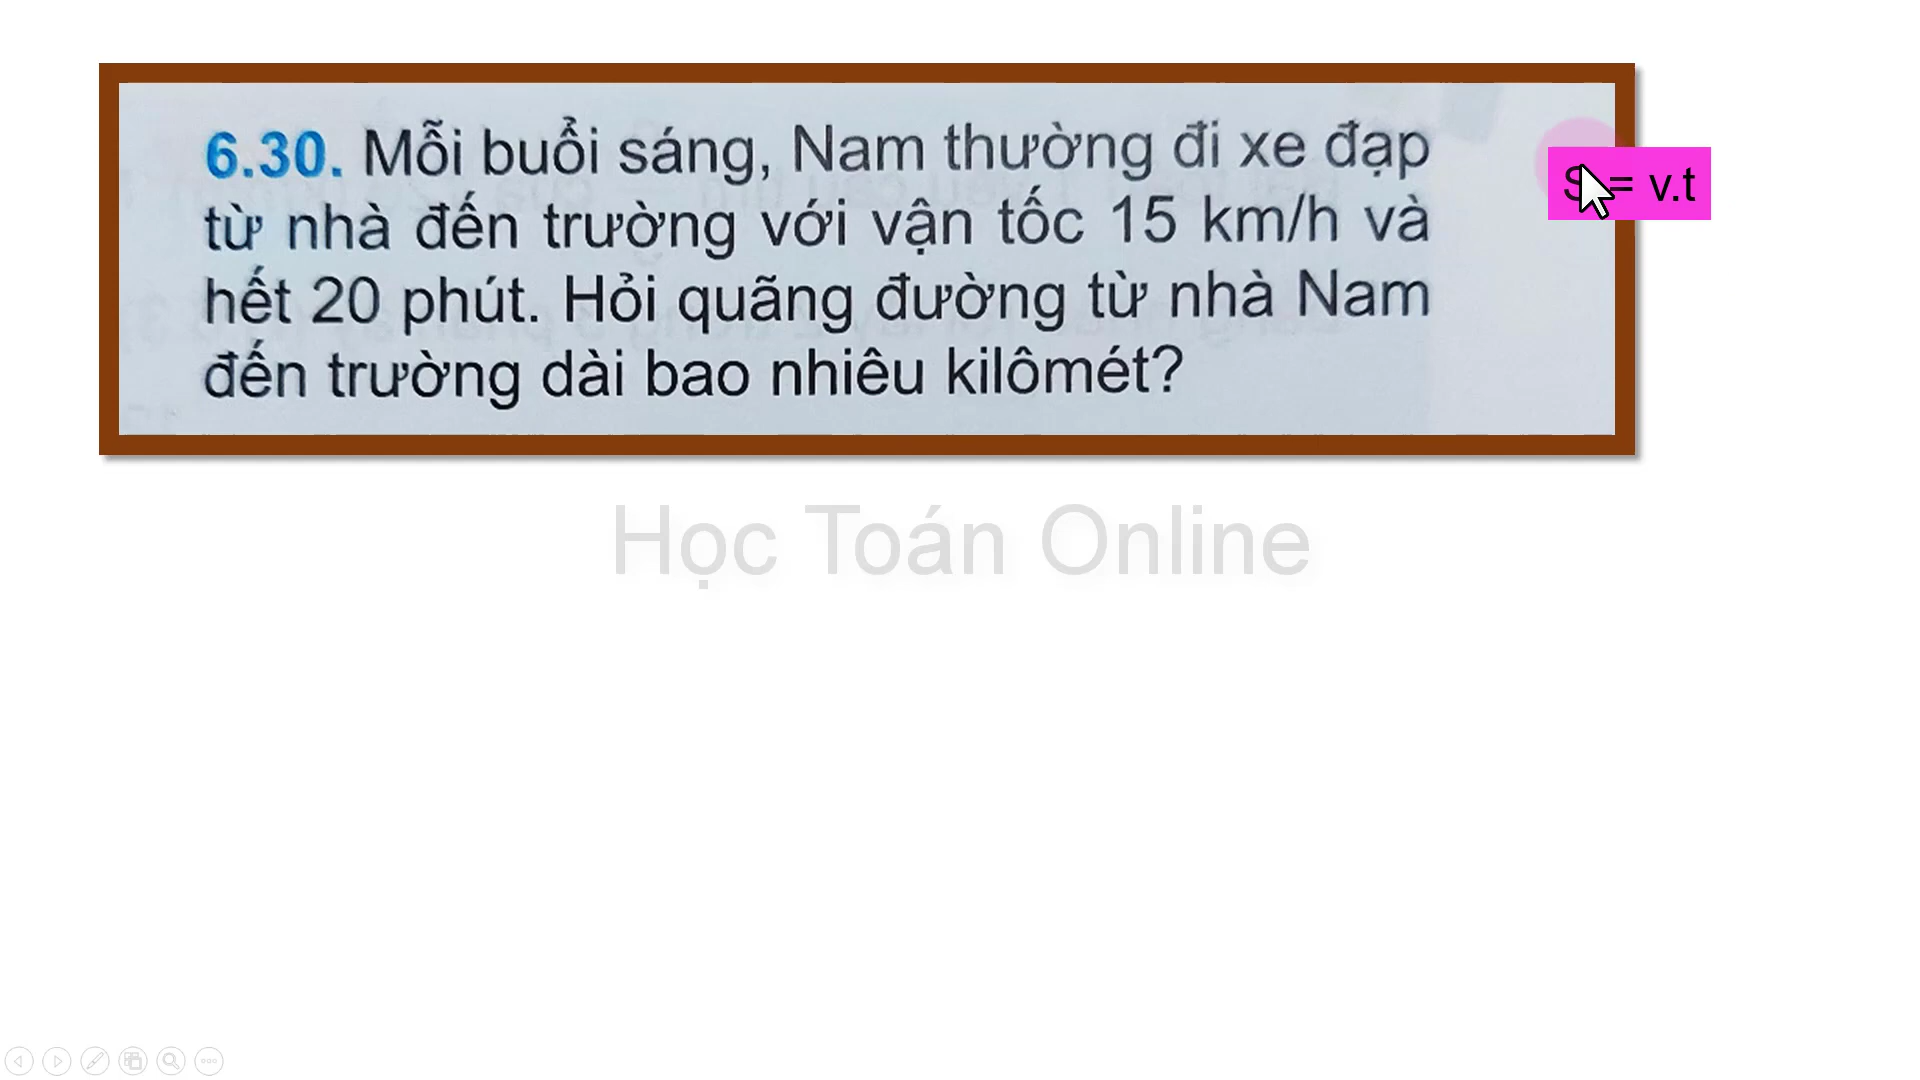 6.30. Mỗi buổi sáng, Nam thường đi xe đạp
từ nhà đến trường với vận tốc 15 km/h và
hết 20 phút. Hỏi quãng đường từ nhà Nam
đến trường dài bao nhiêu kilômét?
S = v.t
Học Toán Online